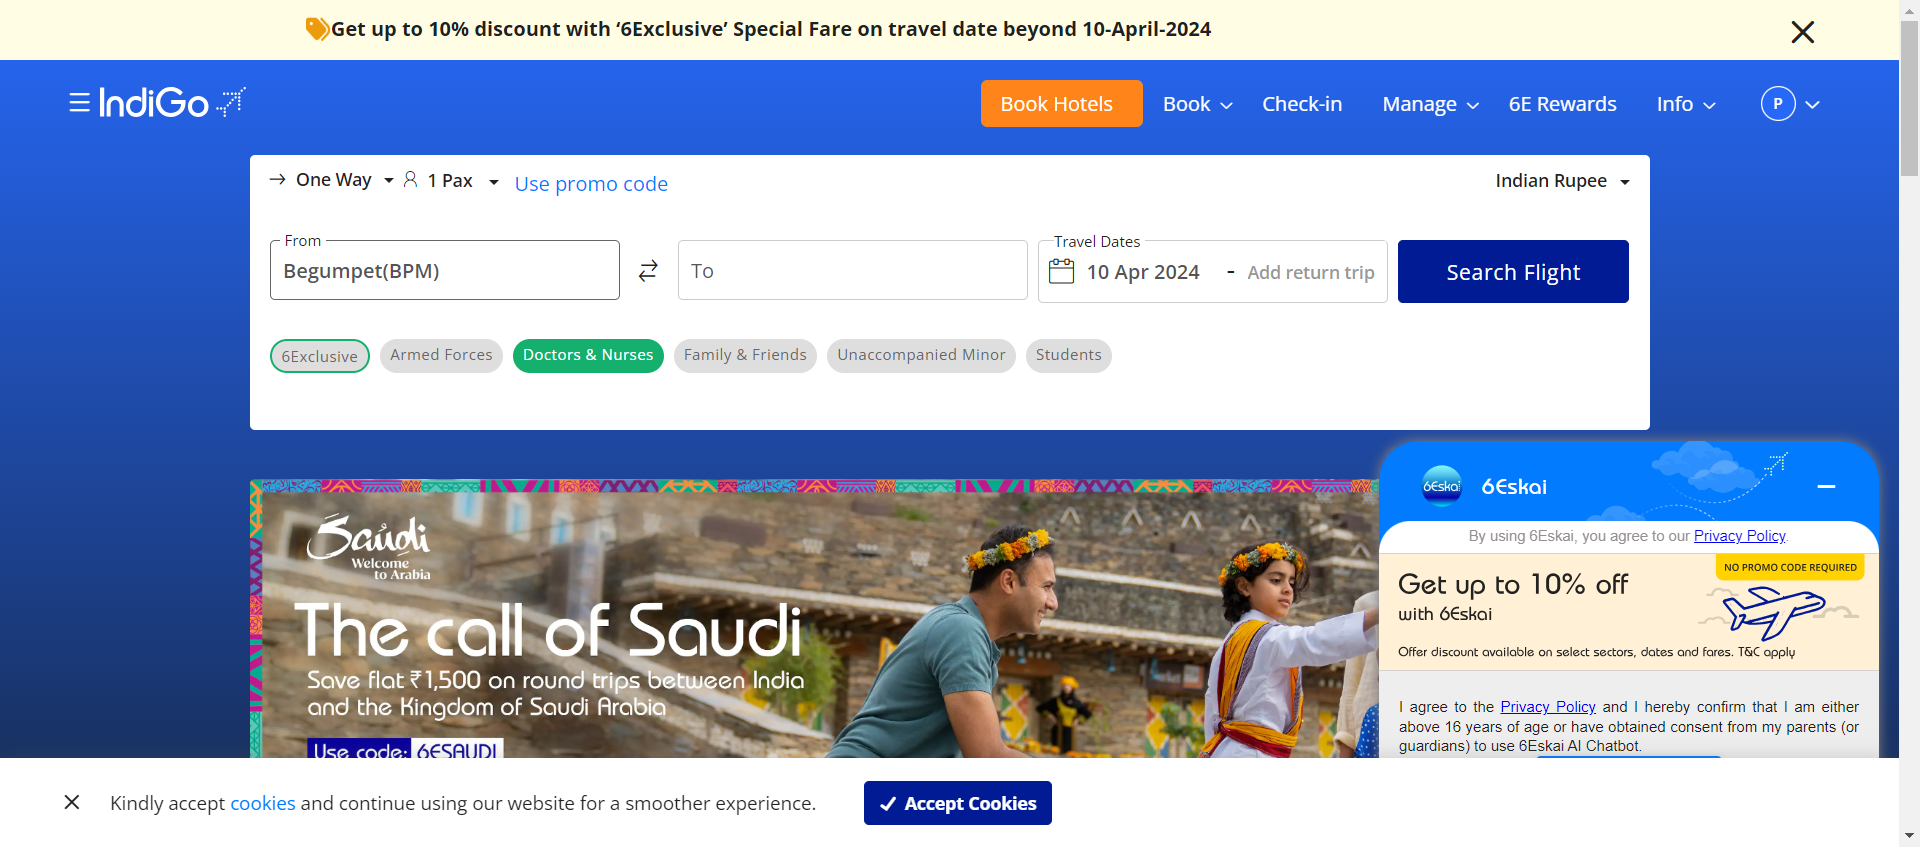 Get up to 10% discount with ‘6Exclusive’ Special Fare on travel date beyond 10-April-2024
IndiGo
Book Hotels
Book
Check-in
Manage
6E Rewards
Info
P
One Way
1 Pax
Use promo code
Indian Rupee
From
Begumpet(BPM)
To
Travel Dates
10 Apr 2024 - Add return trip
Search Flight
6Exclusive
Armed Forces
Doctors & Nurses
Family & Friends
Unaccompanied Minor
Students
Saudi
Welcome
to Arabia
The call of Saudi
Save flat ₹1,500 on round trips between India
and the Kingdom of Saudi Arabia
Use code: 6ESAUDI
6Eskai
6Eskai
By using 6Eskai, you agree to our Privacy Policy.
NO PROMO CODE REQUIRED
Get up to 10% off
with 6Eskai
Offer discount available on select sectors, dates and fares. T&C apply
I agree to the Privacy Policy and I hereby confirm that I am either
above 16 years of age or have obtained consent from my parents (or
guardians) to use 6Eskai AI Chatbot.
Kindly accept cookies and continue using our website for a smoother experience.
Accept Cookies